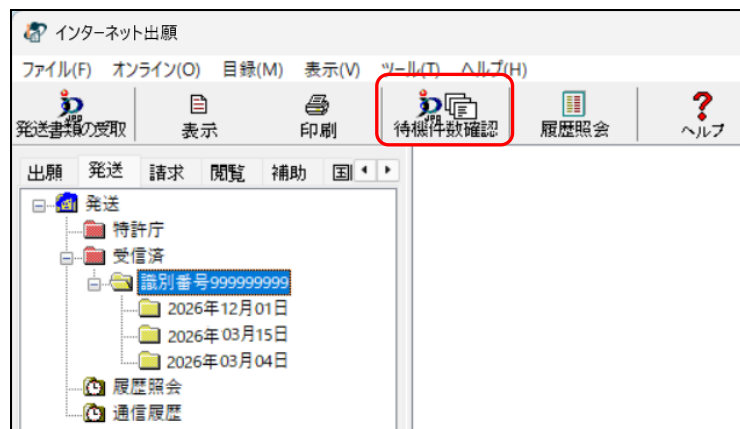 インターネット出願
ファイル(F) オンライン(O) 目録(M) 表示(V) ツール(T) ヘルプ(H)
発送書類の受取 表示 印刷 待機件数確認 履歴照会 ヘルプ
出願 発送 請求 閲覧 補助 国
発送
特許庁
受信済
識別番号999999999
2026年12月01日
2026年03月15日
2026年03月04日
履歴照会
通信履歴